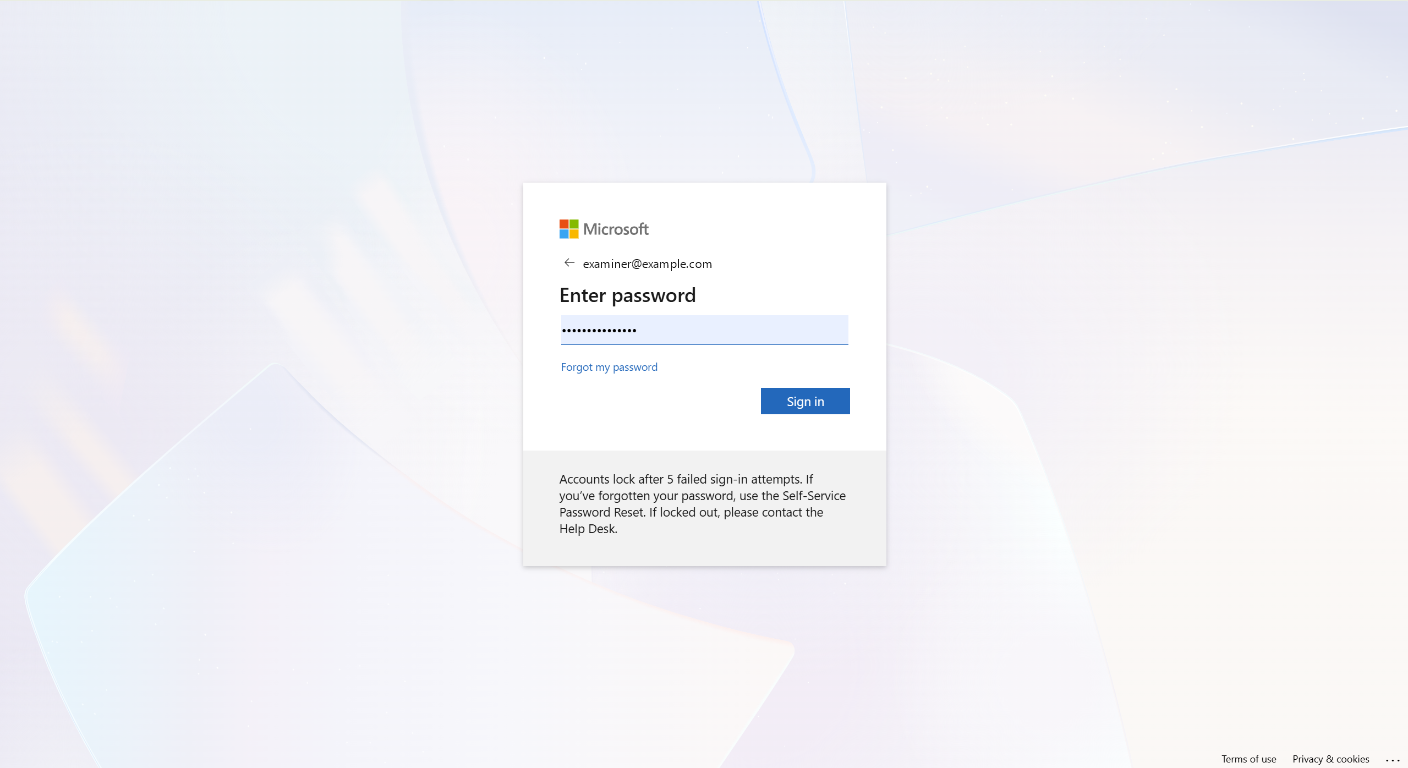 Microsoft
examiner@example.com
Enter password
•••••••••••••••
Forgot my password
Sign in
Accounts lock after 5 failed sign-in attempts. If
you've forgotten your password, use the Self-Service
Password Reset. If locked out, please contact the
Help Desk.
Terms of use Privacy & cookies ...